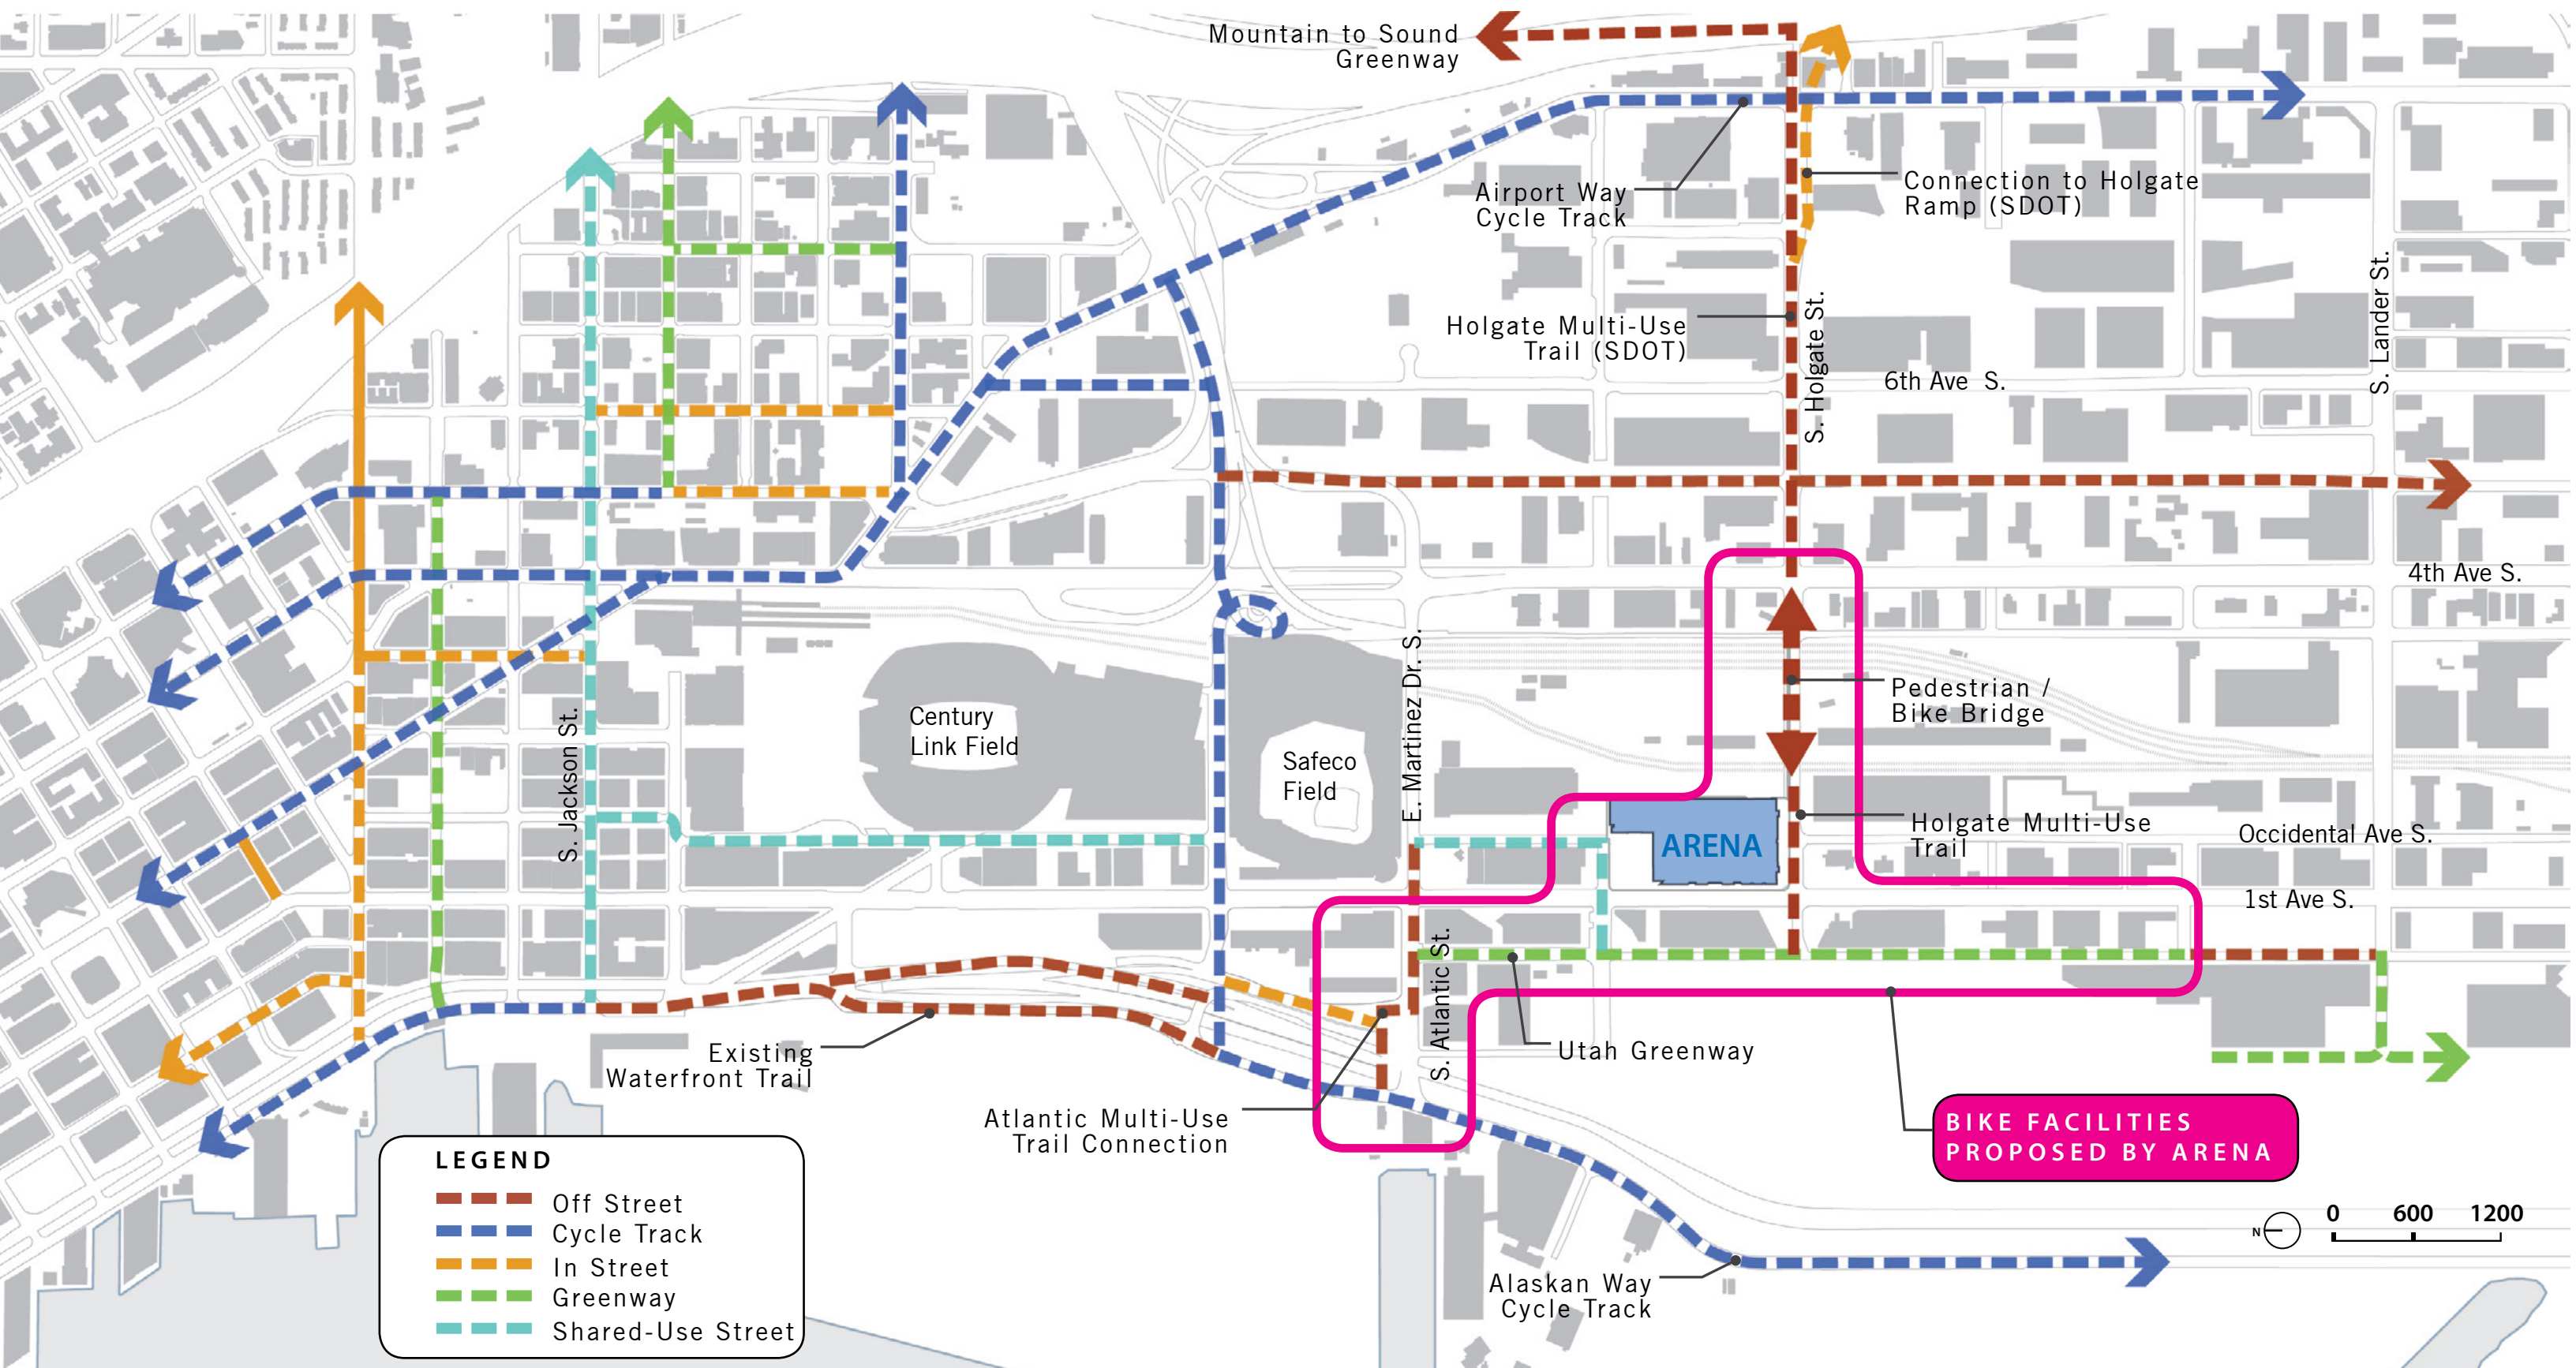 Mountain to Sound
Greenway
Airport Way
Cycle Track
Connection to Holgate
Ramp (SDOT)
Holgate Multi-Use
Trail (SDOT)
S. Holgate St.
6th Ave S.
S. Lander St.
4th Ave S.
Pedestrian /
Bike Bridge
E. Martinez Dr. S.
Century
Link Field
Safeco
Field
S. Jackson St.
ARENA
Holgate Multi-Use
Trail
Occidental Ave S.
1st Ave S.
S. Atlantic St.
Existing
Waterfront Trail
Utah Greenway
Atlantic Multi-Use
Trail Connection
BIKE FACILITIES
PROPOSED BY ARENA
LEGEND
Off Street
Cycle Track
In Street
Greenway
Shared-Use Street
Alaskan Way
Cycle Track
N
0 600 1200